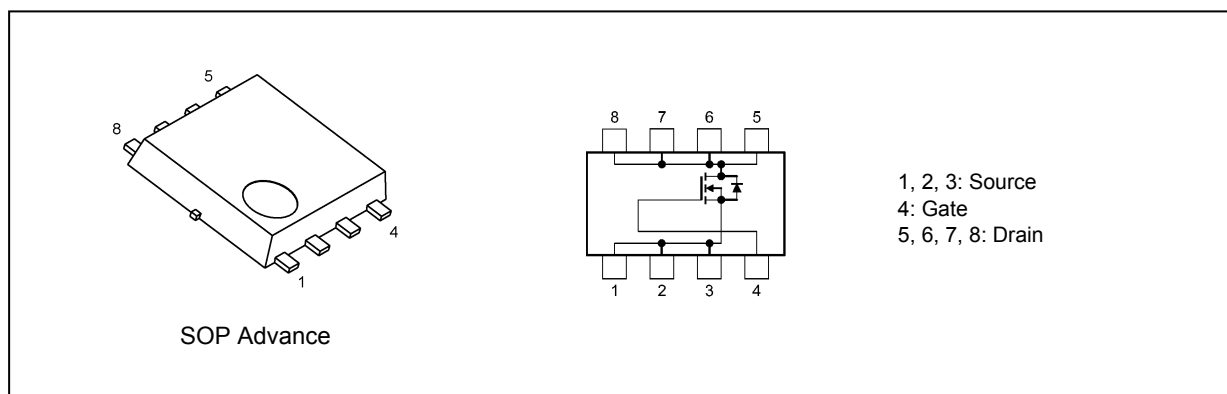 5
8
4
1
SOP Advance
8 7 6 5
1 2 3 4
1, 2, 3: Source
4: Gate
5, 6, 7, 8: Drain